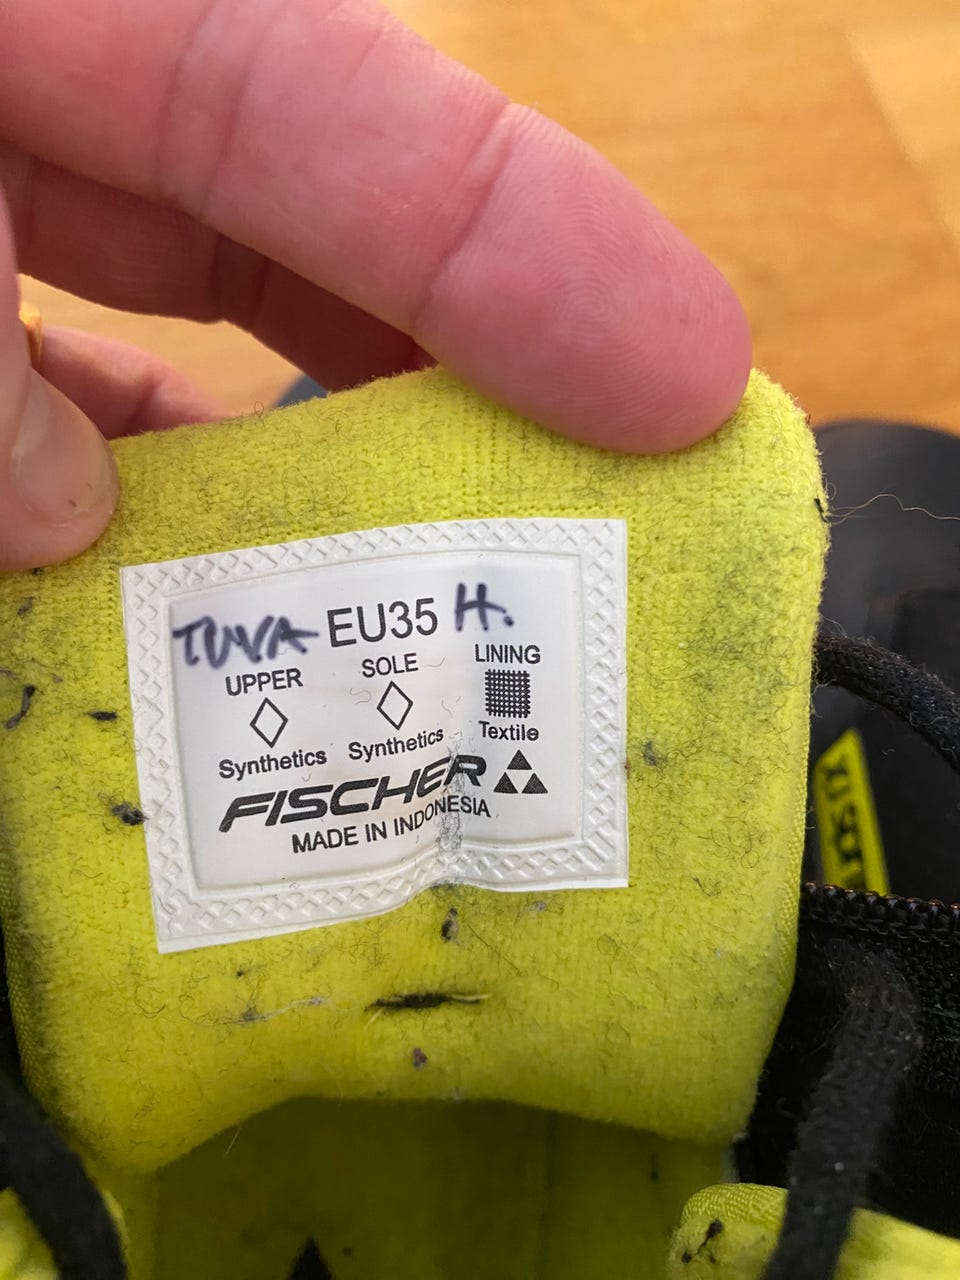 TUVA EU35 H.
UPPER SOLE LINING
Synthetics Synthetics Textile
FISCHER
MADE IN INDONESIA